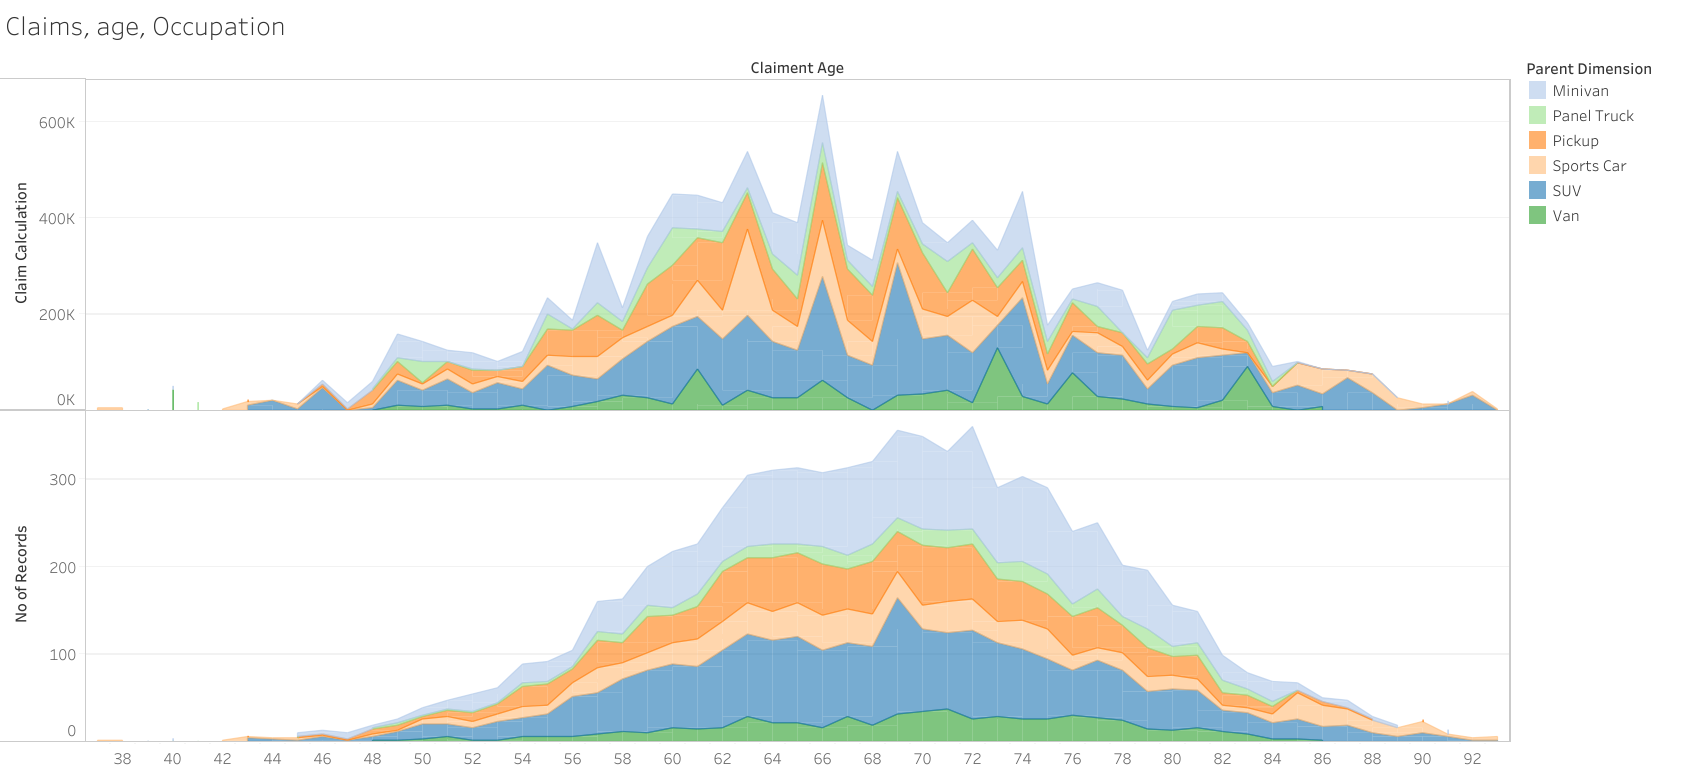 Claims, age, Occupation
Claiment Age
Parent Dimension
Minivan
Panel Truck
Pickup
Sports Car
SUV
Van
Claim Calculation
600K
400K
200K
0K
No of Records
300
200
100
0
38 40 42 44 46 48 50 52 54 56 58 60 62 64 66 68 70 72 74 76 78 80 82 84 86 88 90 92